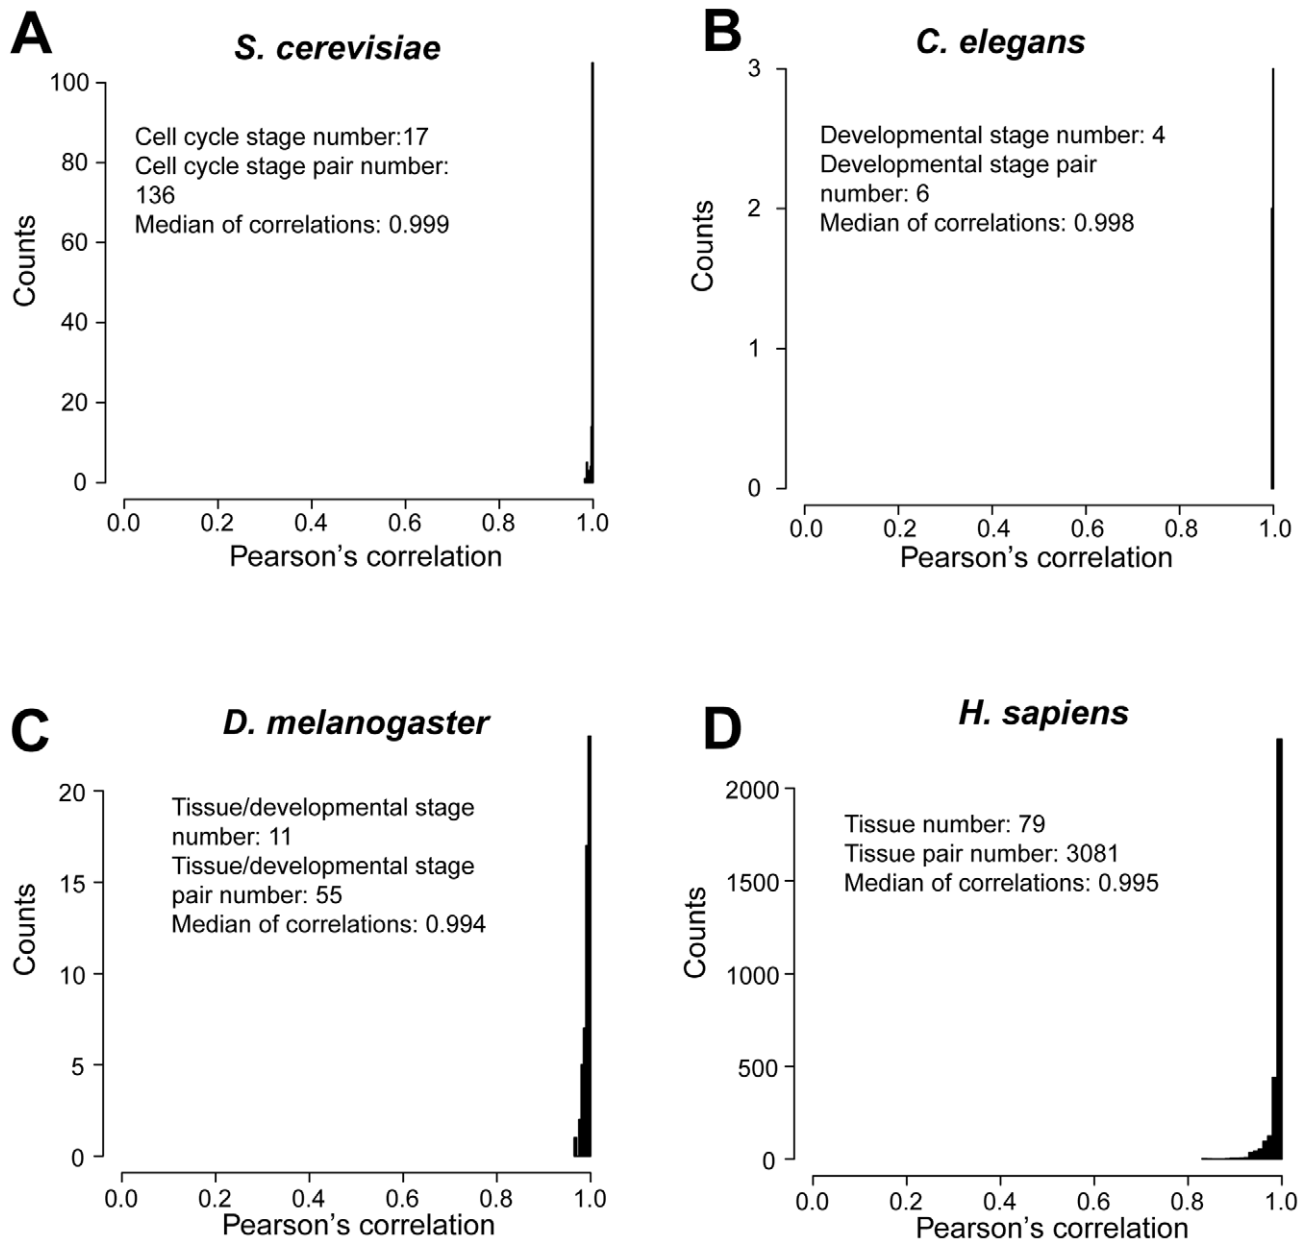 A
S. cerevisiae
100
80
60
40
20
0
Counts
Cell cycle stage number:17
Cell cycle stage pair number:
136
Median of correlations: 0.999
0.0 0.2 0.4 0.6 0.8 1.0
Pearson’s correlation
B
C. elegans
3
2
1
0
Counts
Developmental stage number: 4
Developmental stage pair
number: 6
Median of correlations: 0.998
0.0 0.2 0.4 0.6 0.8 1.0
Pearson’s correlation
C
D. melanogaster
20
15
10
5
0
Counts
Tissue/developmental stage
number: 11
Tissue/developmental stage
pair number: 55
Median of correlations: 0.994
0.0 0.2 0.4 0.6 0.8 1.0
Pearson’s correlation
D
H. sapiens
2000
1500
1000
500
0
Counts
Tissue number: 79
Tissue pair number: 3081
Median of correlations: 0.995
0.0 0.2 0.4 0.6 0.8 1.0
Pearson’s correlation